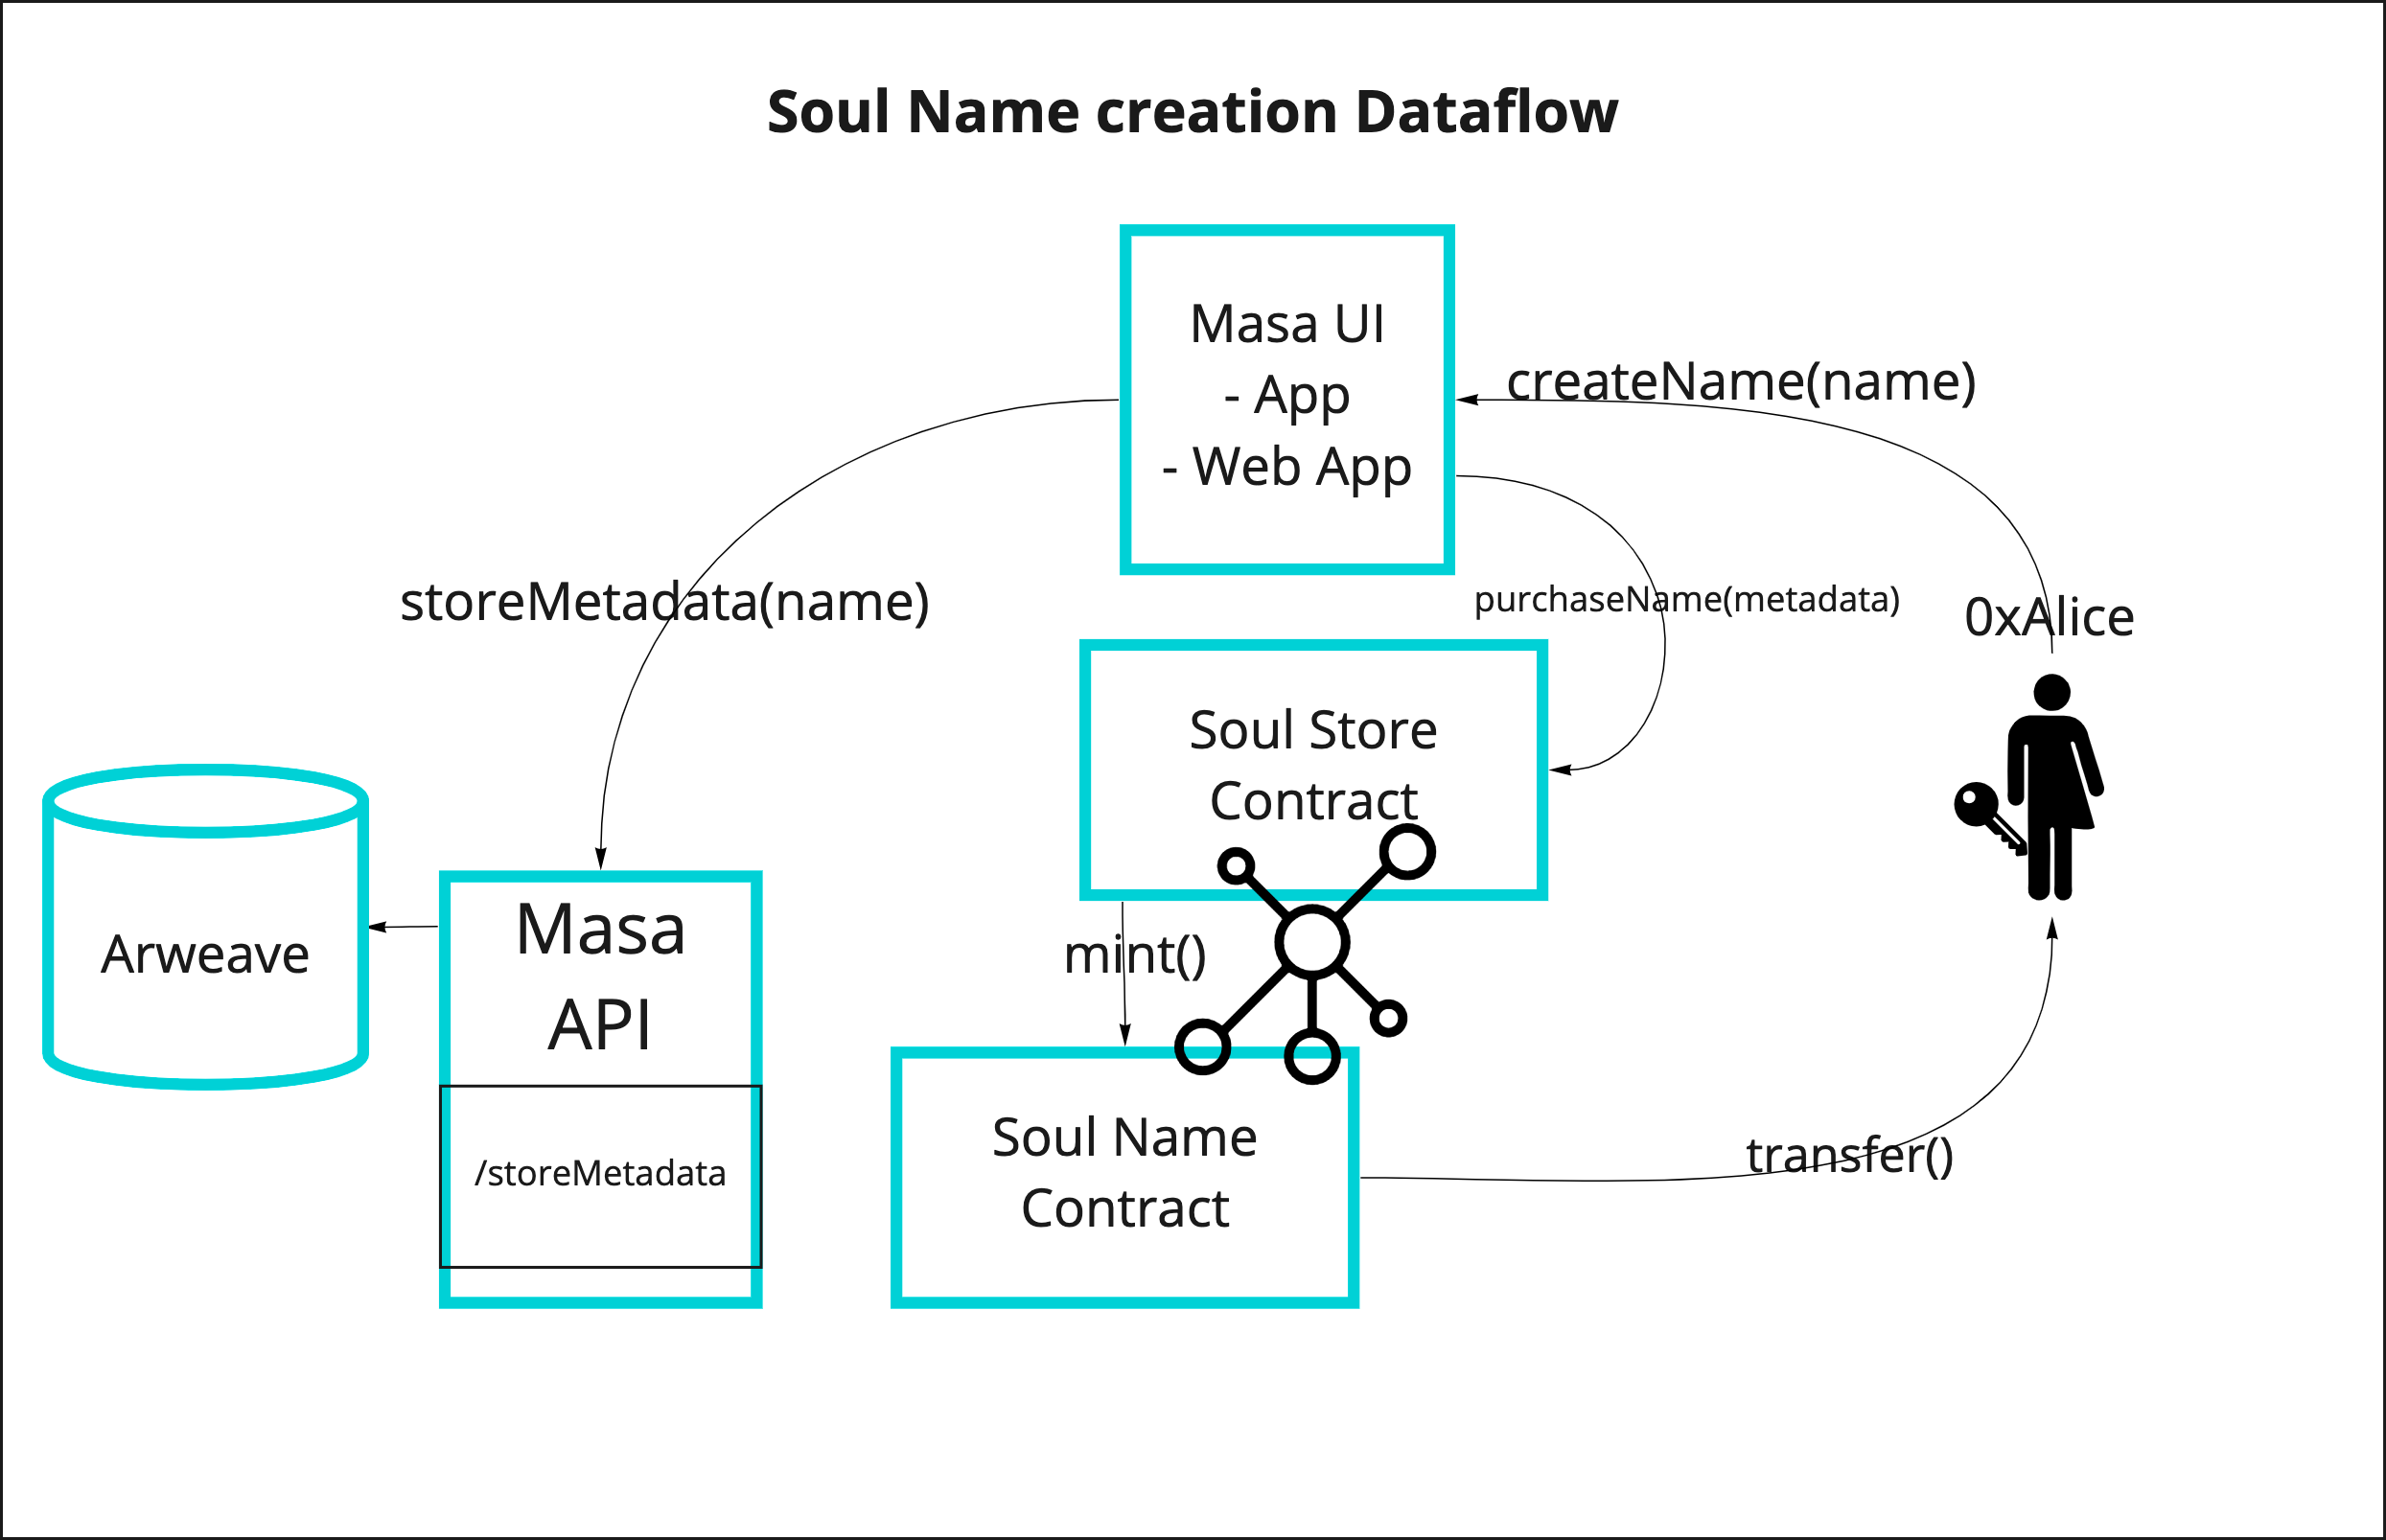 Soul Name creation Dataflow
Masa UI
- App
- Web App
createName(name)
storeMetadata(name)
purchaseName(metadata)
0xAlice
Soul Store
Contract
Arweave
Masa
API
mint()
/storeMetadata
Soul Name
Contract
transfer()